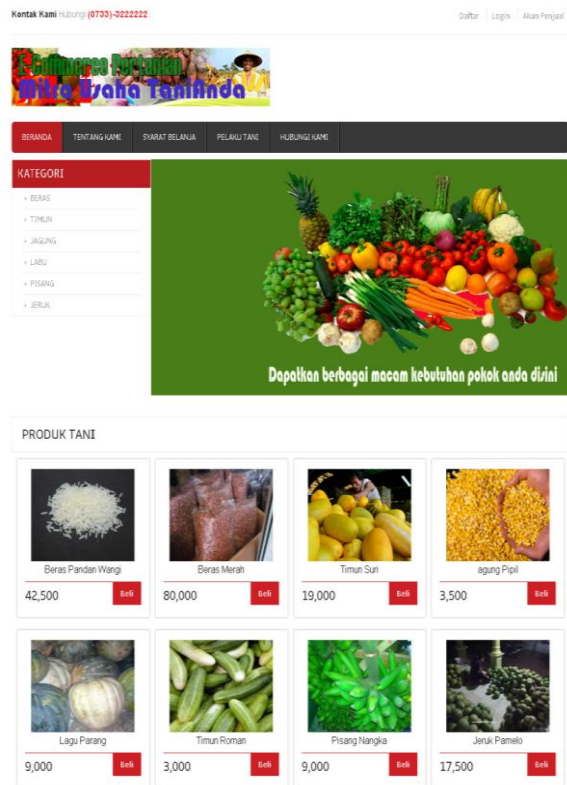 Kontak Kami Hubungi (0733)-3222222
Daftar Login Akun Penjual
E-Commerce Pertanian
Mitra Usaha TaniAnda
BERANDA TENTANG KAMI SYARAT BELANJA PELAKU TANI HUBUNGI KAMI
KATEGORI
BERAS
TIMUN
JAGUNG
LABU
PISANG
JERUK
Dapatkan berbagai macam kebutuhan pokok anda disini
PRODUK TANI
Beras Pandan Wangi
42,500 Beli
Beras Merah
80,000 Beli
Timun Suri
19,000 Beli
agung Pipil
3,500 Beli
Lagu Parang
9,000 Beli
Timun Roman
3,000 Beli
Pisang Nangka
9,000 Beli
Jeruk Pamelo
17,500 Beli